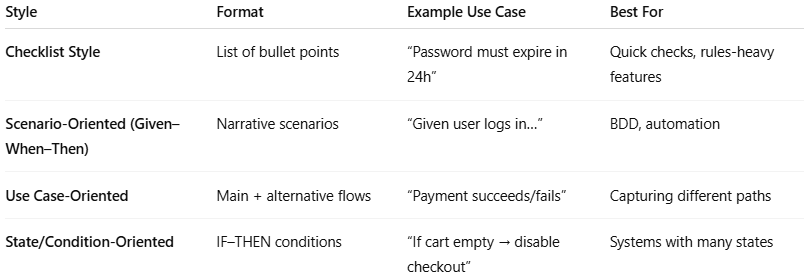 Style Format Example Use Case Best For
Checklist Style List of bullet points “Password must expire in Quick checks, rules-heavy
24h” features
Scenario-Oriented (Given– Narrative scenarios “Given user logs in...” BDD, automation
When–Then)
Use Case-Oriented Main + alternative flows “Payment succeeds/fails” Capturing different paths
State/Condition-Oriented IF–THEN conditions “If cart empty → disable Systems with many states
checkout”